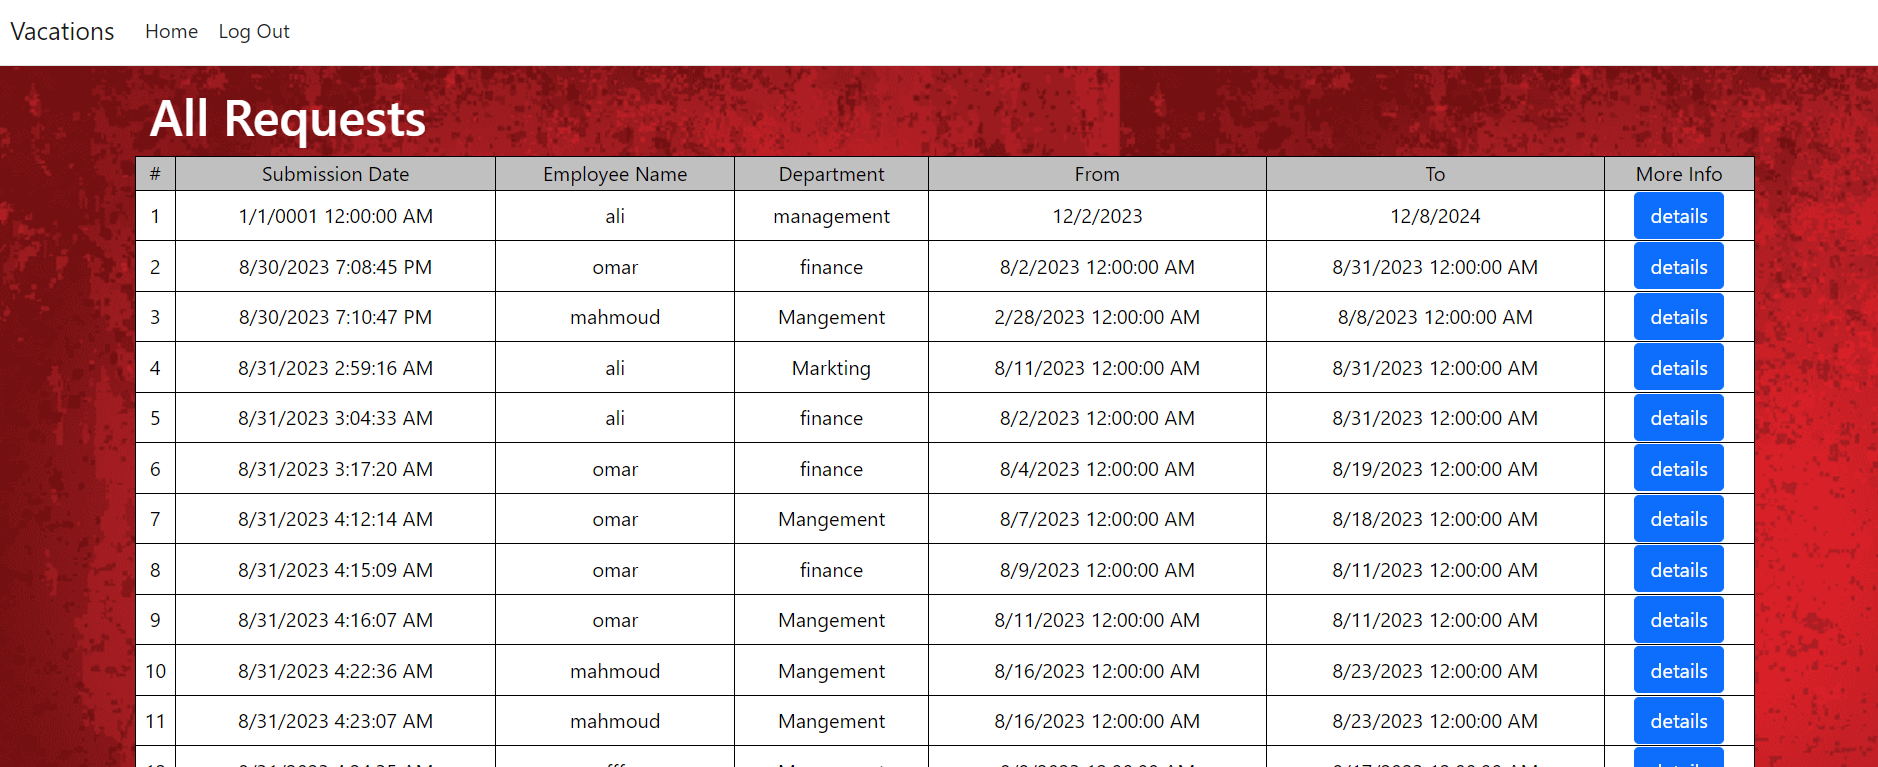 Vacations Home Log Out
All Requests
# Submission Date Employee Name Department From To More Info
1 1/1/0001 12:00:00 AM ali management 12/2/2023 12/8/2024 details
2 8/30/2023 7:08:45 PM omar finance 8/2/2023 12:00:00 AM 8/31/2023 12:00:00 AM details
3 8/30/2023 7:10:47 PM mahmoud Mangement 2/28/2023 12:00:00 AM 8/8/2023 12:00:00 AM details
4 8/31/2023 2:59:16 AM ali Markting 8/11/2023 12:00:00 AM 8/31/2023 12:00:00 AM details
5 8/31/2023 3:04:33 AM ali finance 8/2/2023 12:00:00 AM 8/31/2023 12:00:00 AM details
6 8/31/2023 3:17:20 AM omar finance 8/4/2023 12:00:00 AM 8/19/2023 12:00:00 AM details
7 8/31/2023 4:12:14 AM omar Mangement 8/7/2023 12:00:00 AM 8/18/2023 12:00:00 AM details
8 8/31/2023 4:15:09 AM omar finance 8/9/2023 12:00:00 AM 8/11/2023 12:00:00 AM details
9 8/31/2023 4:16:07 AM omar Mangement 8/11/2023 12:00:00 AM 8/11/2023 12:00:00 AM details
10 8/31/2023 4:22:36 AM mahmoud Mangement 8/16/2023 12:00:00 AM 8/23/2023 12:00:00 AM details
11 8/31/2023 4:23:07 AM mahmoud Mangement 8/16/2023 12:00:00 AM 8/23/2023 12:00:00 AM details